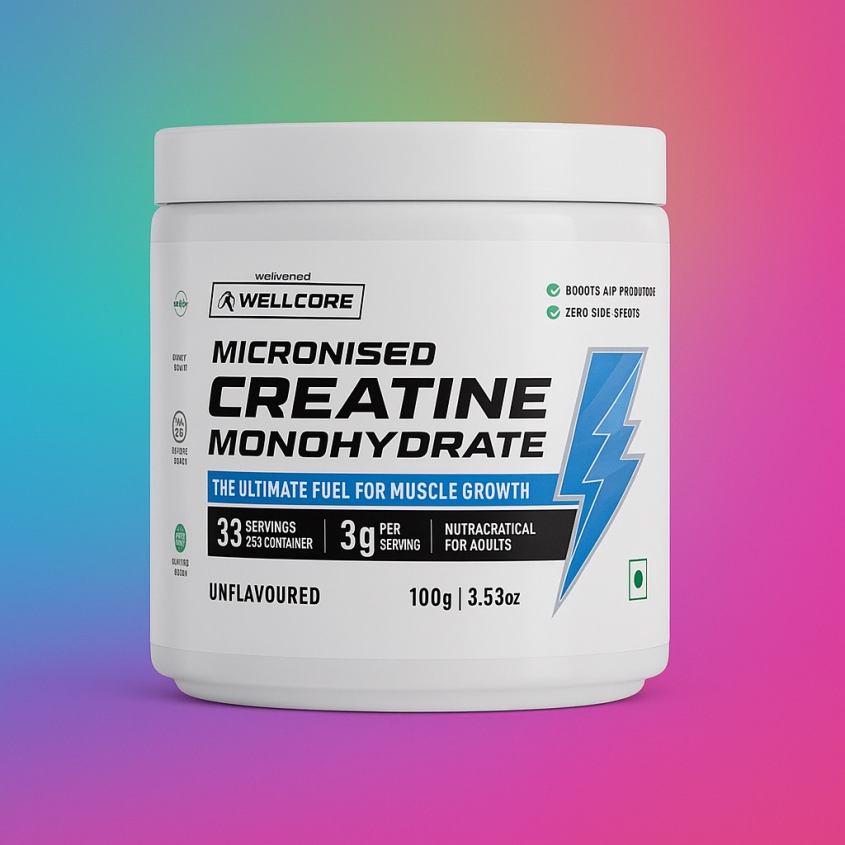 welivened
WELLCORE
BOOOTS AIP PRODUTOOE
ZERO SIDE SFEOTS
MICRONISED
CREATINE
MONOHYDRATE
THE ULTIMATE FUEL FOR MUSCLE GROWTH
33 SERVINGS
253 CONTAINER
3g PER
SERVING
NUTRACRATICAL
FOR AOULTS
UNFLAVOURED
100g | 3.53oz